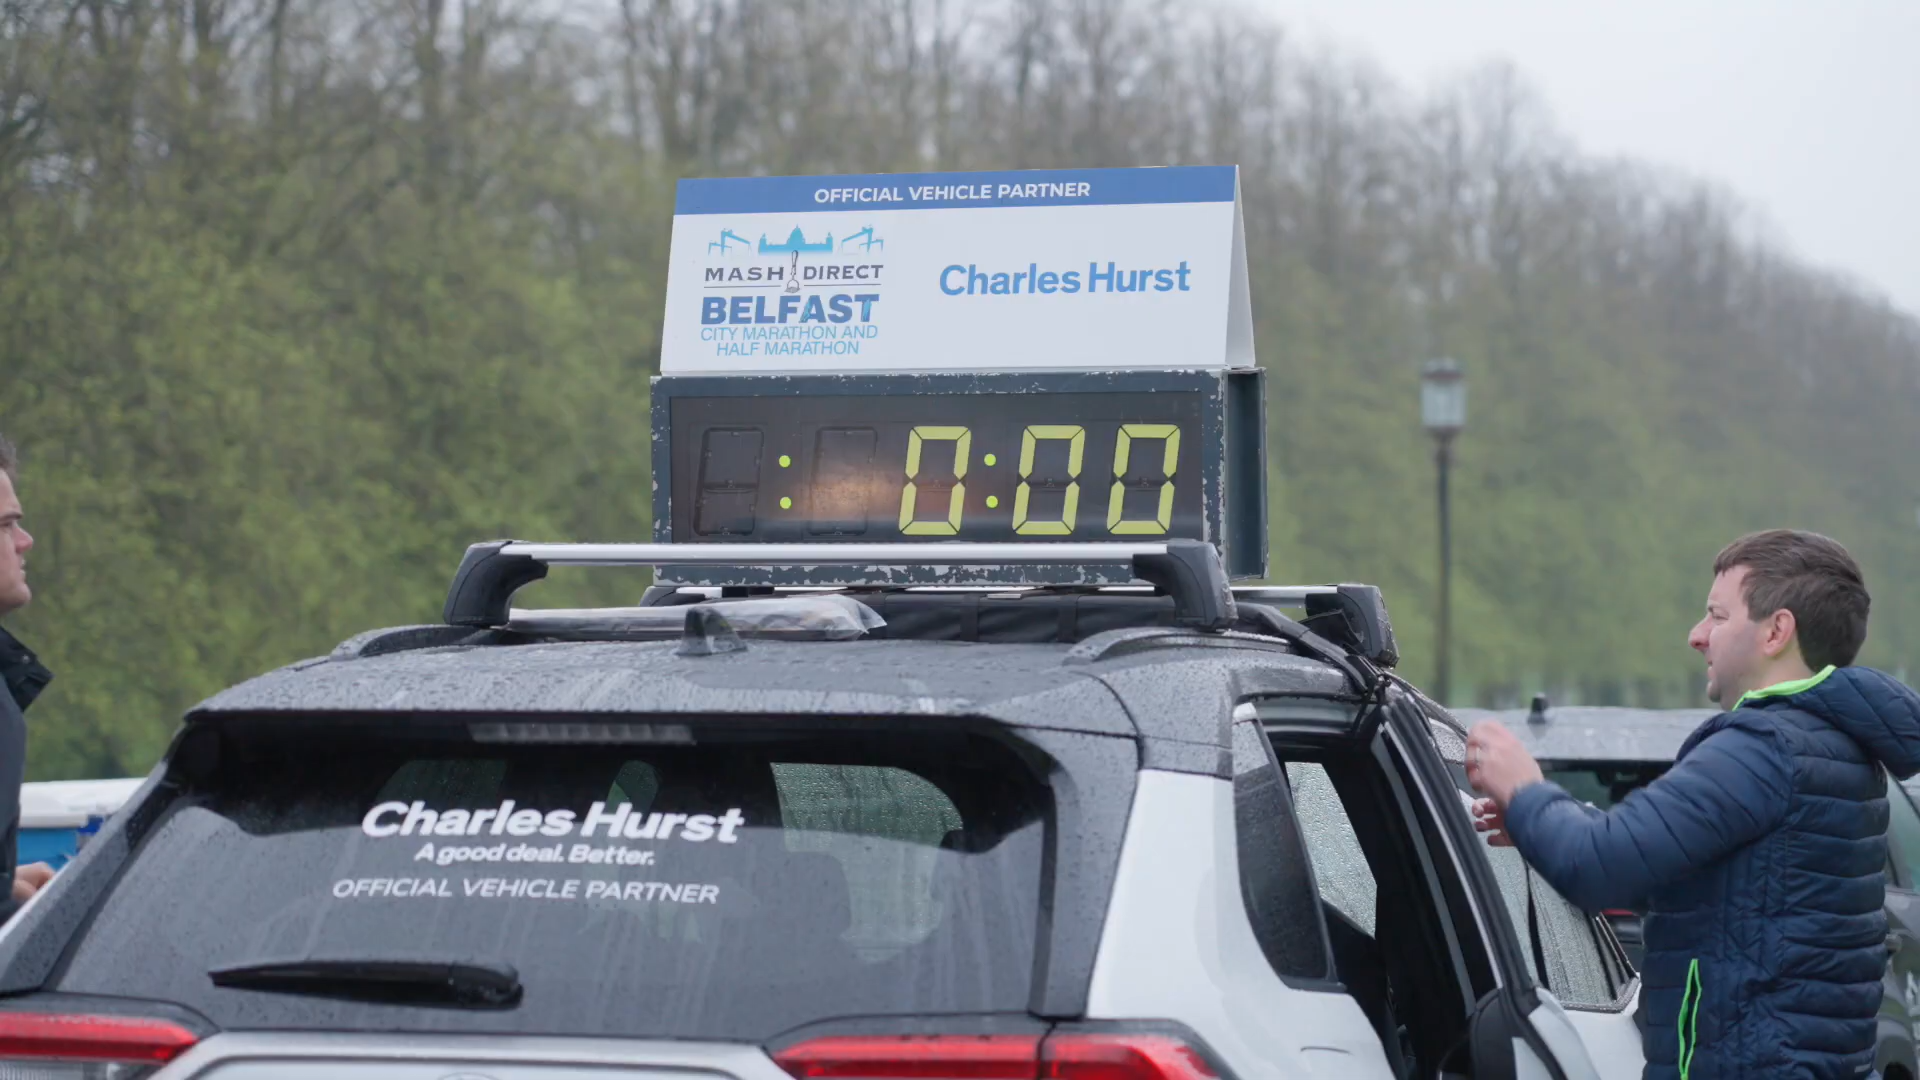 OFFICIAL VEHICLE PARTNER
MASH DIRECT
BELFAST
CITY MARATHON AND
HALF MARATHON
Charles Hurst
: 0:00
Charles Hurst
A good deal. Better.
OFFICIAL VEHICLE PARTNER